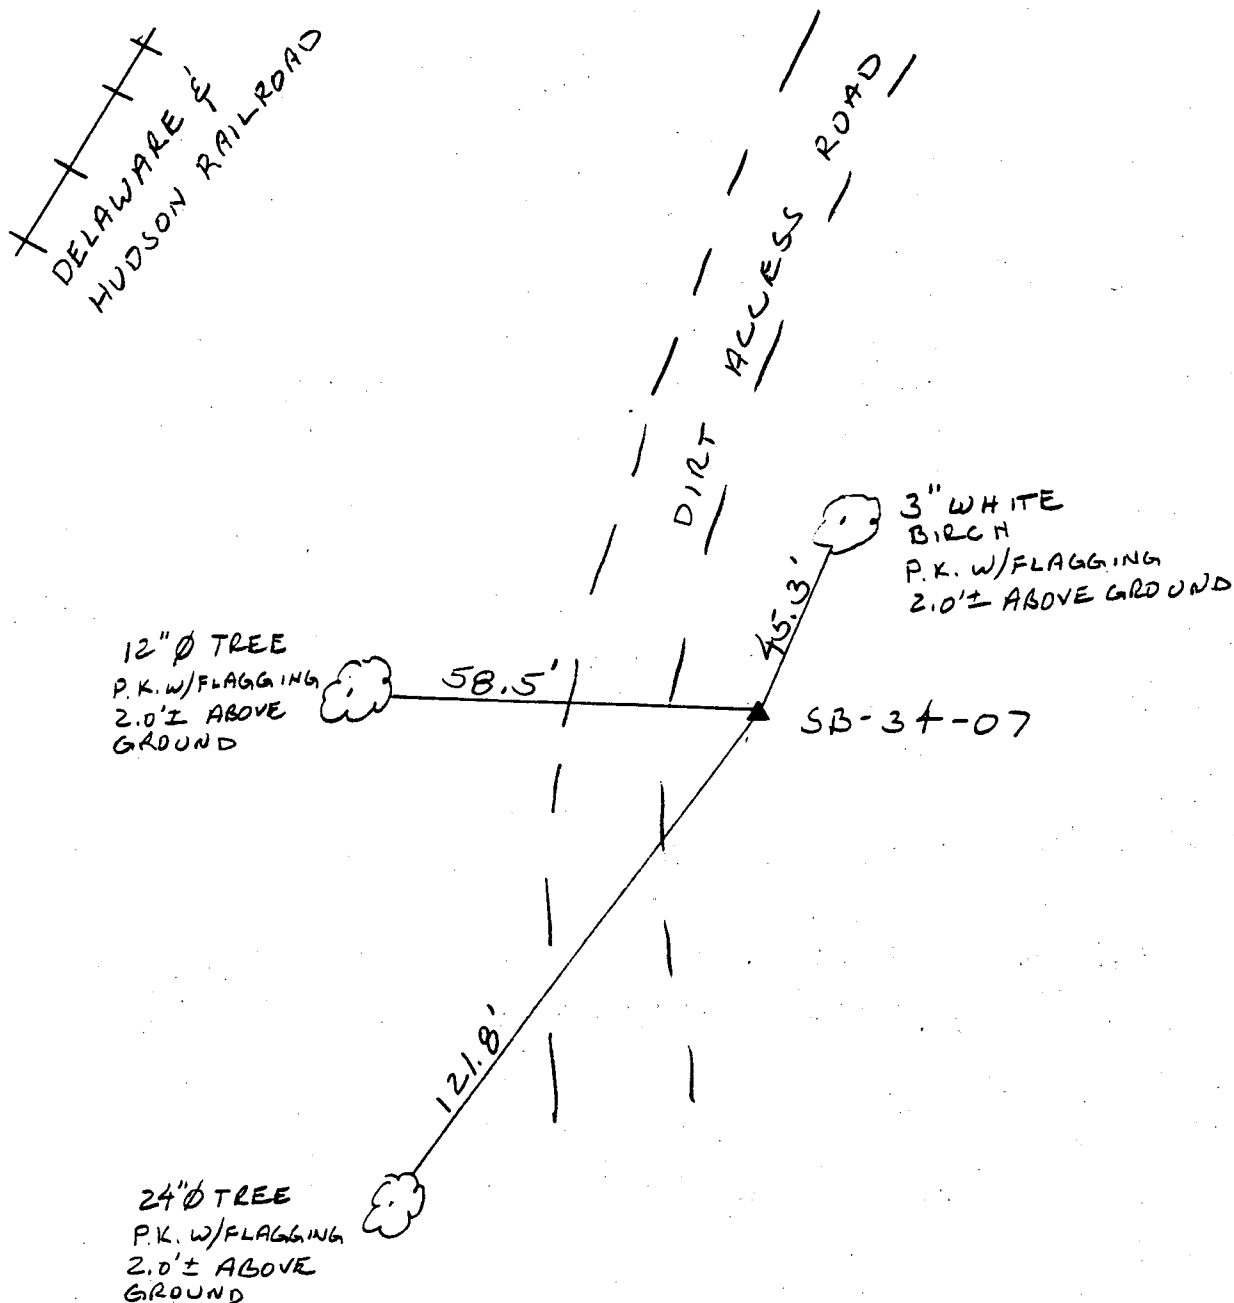 DELAWARE &
HUDSON RAILROAD
DIRT ACCESS ROAD
3" WHITE
BIRCH
P.K. W/FLAGGING
2.0'± ABOVE GROUND
45.3'
12"Ø TREE
P.K. W/FLAGGING
2.0'± ABOVE
GROUND
58.5'
SB-34-07
121.8'
24"Ø TREE
P.K. W/FLAGGING
2.0'± ABOVE
GROUND